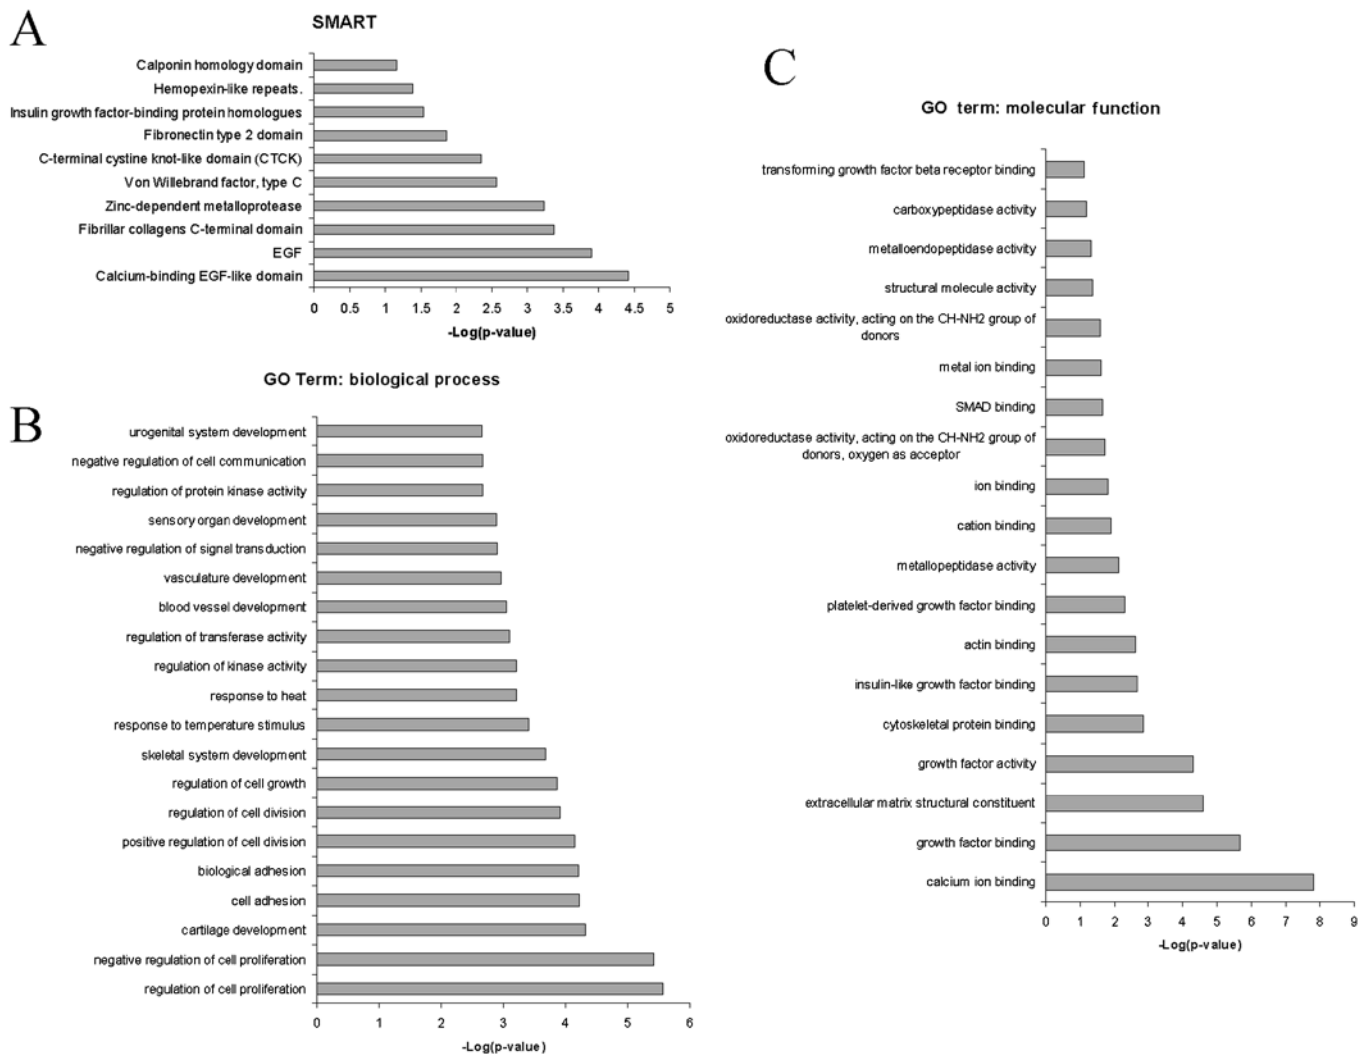 A
SMART
Calponin homology domain
Hemopexin-like repeats.
Insulin growth factor-binding protein homologues
Fibronectin type 2 domain
C-terminal cystine knot-like domain (CTCK)
Von Willebrand factor, type C
Zinc-dependent metalloprotease
Fibrillar collagens C-terminal domain
EGF
Calcium-binding EGF-like domain
0 0.5 1 1.5 2 2.5 3 3.5 4 4.5 5
-Log(p-value)
GO Term: biological process
B
urogenital system development
negative regulation of cell communication
regulation of protein kinase activity
sensory organ development
negative regulation of signal transduction
vasculature development
blood vessel development
regulation of transferase activity
regulation of kinase activity
response to heat
response to temperature stimulus
skeletal system development
regulation of cell growth
regulation of cell division
positive regulation of cell division
biological adhesion
cell adhesion
cartilage development
negative regulation of cell proliferation
regulation of cell proliferation
0 1 2 3 4 5 6
-Log(p-value)
C
GO term: molecular function
transforming growth factor beta receptor binding
carboxypeptidase activity
metalloendopeptidase activity
structural molecule activity
oxidoreductase activity, acting on the CH-NH2 group of
donors
metal ion binding
SMAD binding
oxidoreductase activity, acting on the CH-NH2 group of
donors, oxygen as acceptor
ion binding
cation binding
metallopeptidase activity
platelet-derived growth factor binding
actin binding
insulin-like growth factor binding
cytoskeletal protein binding
growth factor activity
extracellular matrix structural constituent
growth factor binding
calcium ion binding
0 1 2 3 4 5 6 7 8 9
-Log(p-value)